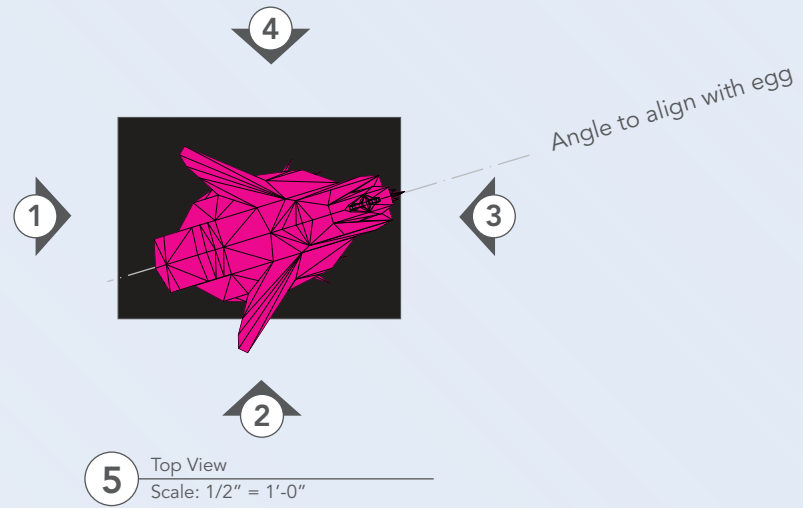 4
Angle to align with egg
1
3
2
5
Top View
Scale: 1/2” = 1’-0”